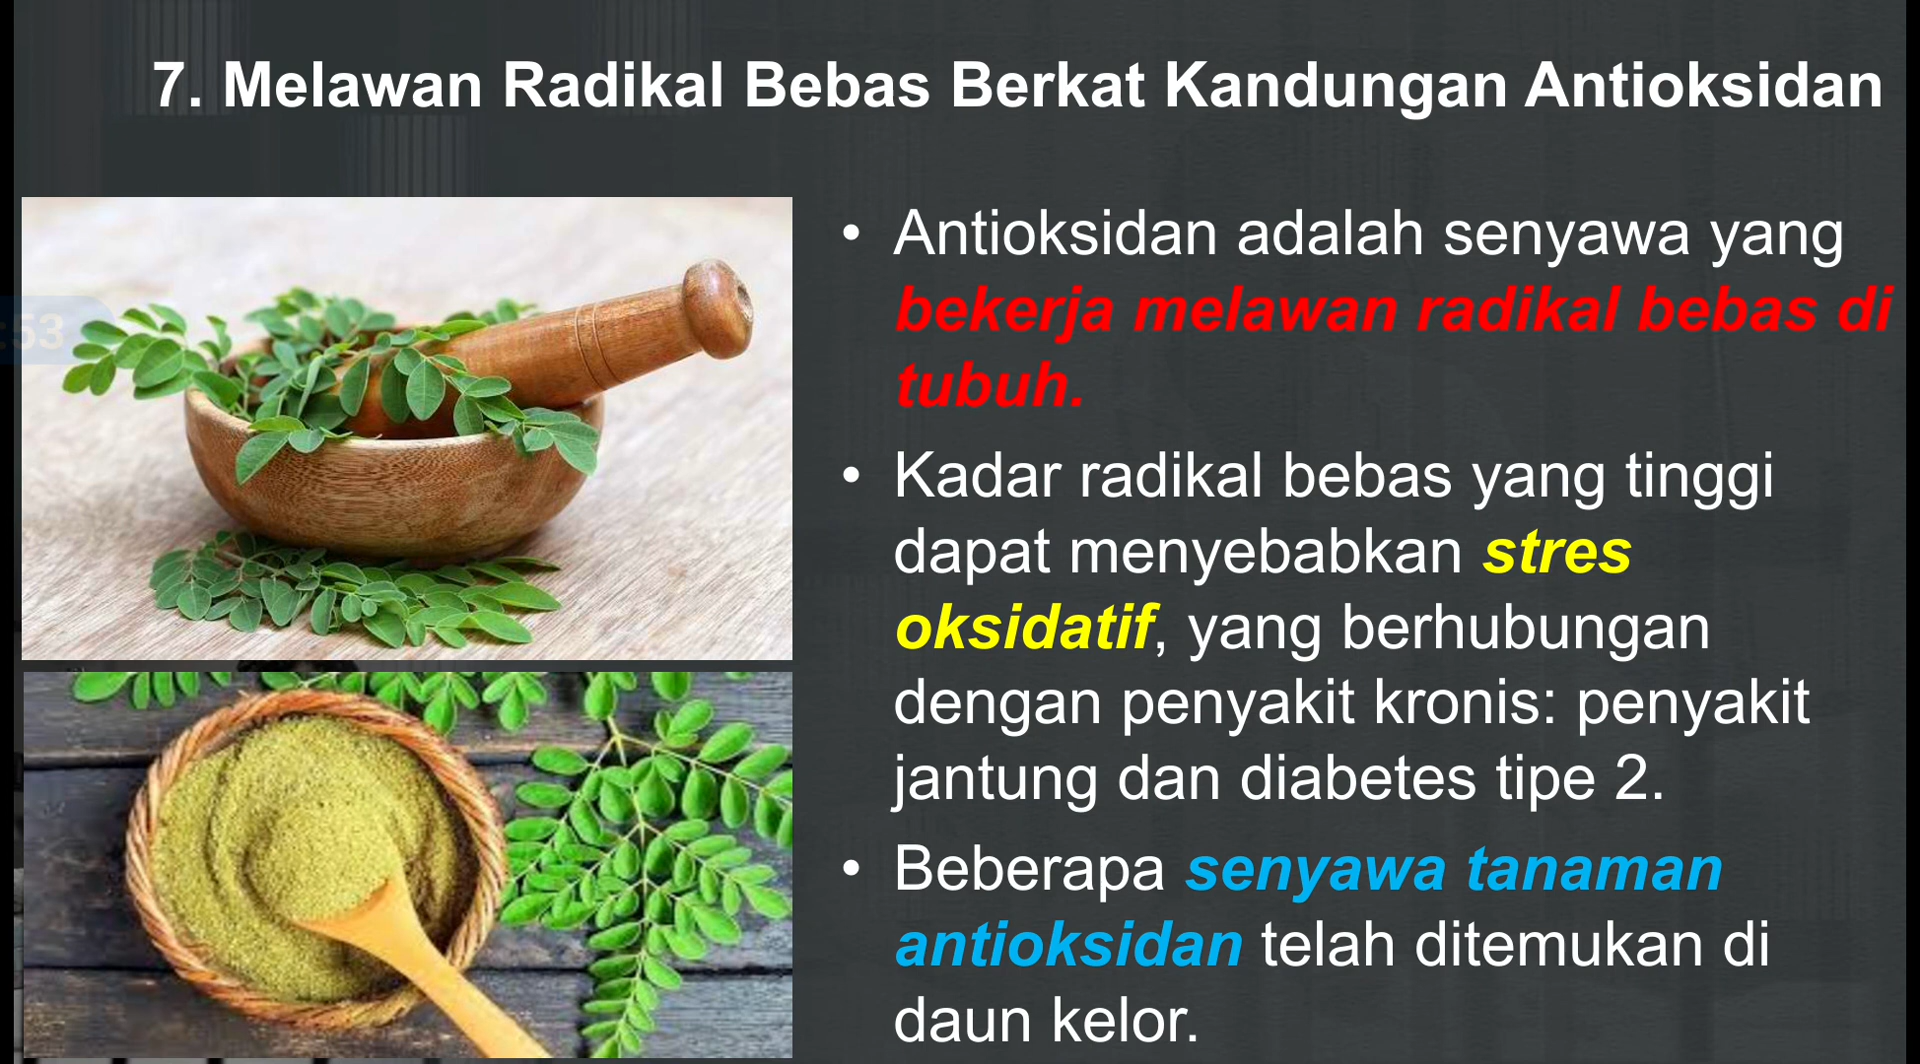 7. Melawan Radikal Bebas Berkat Kandungan Antioksidan
:53
• Antioksidan adalah senyawa yang
bekerja melawan radikal bebas di
tubuh.
• Kadar radikal bebas yang tinggi
dapat menyebabkan stres
oksidatif, yang berhubungan
dengan penyakit kronis: penyakit
jantung dan diabetes tipe 2.
• Beberapa senyawa tanaman
antioksidan telah ditemukan di
daun kelor.